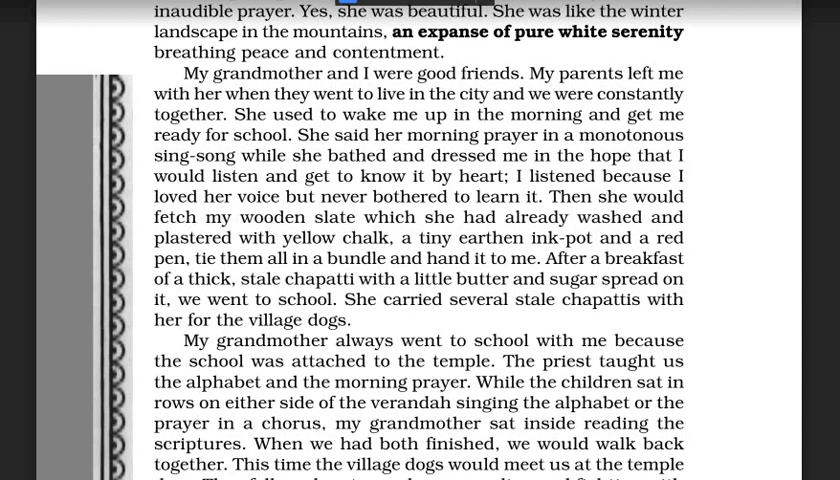 inaudible prayer. Yes, she was beautiful. She was like the winter
landscape in the mountains, an expanse of pure white serenity
breathing peace and contentment.
My grandmother and I were good friends. My parents left me
with her when they went to live in the city and we were constantly
together. She used to wake me up in the morning and get me
ready for school. She said her morning prayer in a monotonous
sing-song while she bathed and dressed me in the hope that I
would listen and get to know it by heart; I listened because I
loved her voice but never bothered to learn it. Then she would
fetch my wooden slate which she had already washed and
plastered with yellow chalk, a tiny earthen ink-pot and a red
pen, tie them all in a bundle and hand it to me. After a breakfast
of a thick, stale chapatti with a little butter and sugar spread on
it, we went to school. She carried several stale chapattis with
her for the village dogs.
My grandmother always went to school with me because
the school was attached to the temple. The priest taught us
the alphabet and the morning prayer. While the children sat in
rows on either side of the verandah singing the alphabet or the
prayer in a chorus, my grandmother sat inside reading the
scriptures. When we had both finished, we would walk back
together. This time the village dogs would meet us at the temple